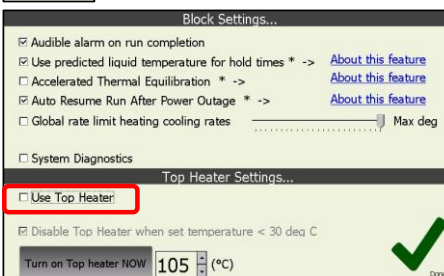 Block Settings...
Audible alarm on run completion
Use predicted liquid temperature for hold times * -> About this feature
Accelerated Thermal Equilibration * -> About this feature
Auto Resume Run After Power Outage * -> About this feature
Global rate limit heating cooling rates Max deg
System Diagnostics
Top Heater Settings...
Use Top Heater
Disable Top Heater when set temperature < 30 deg C
Turn on Top heater NOW 105 (°C)
Done